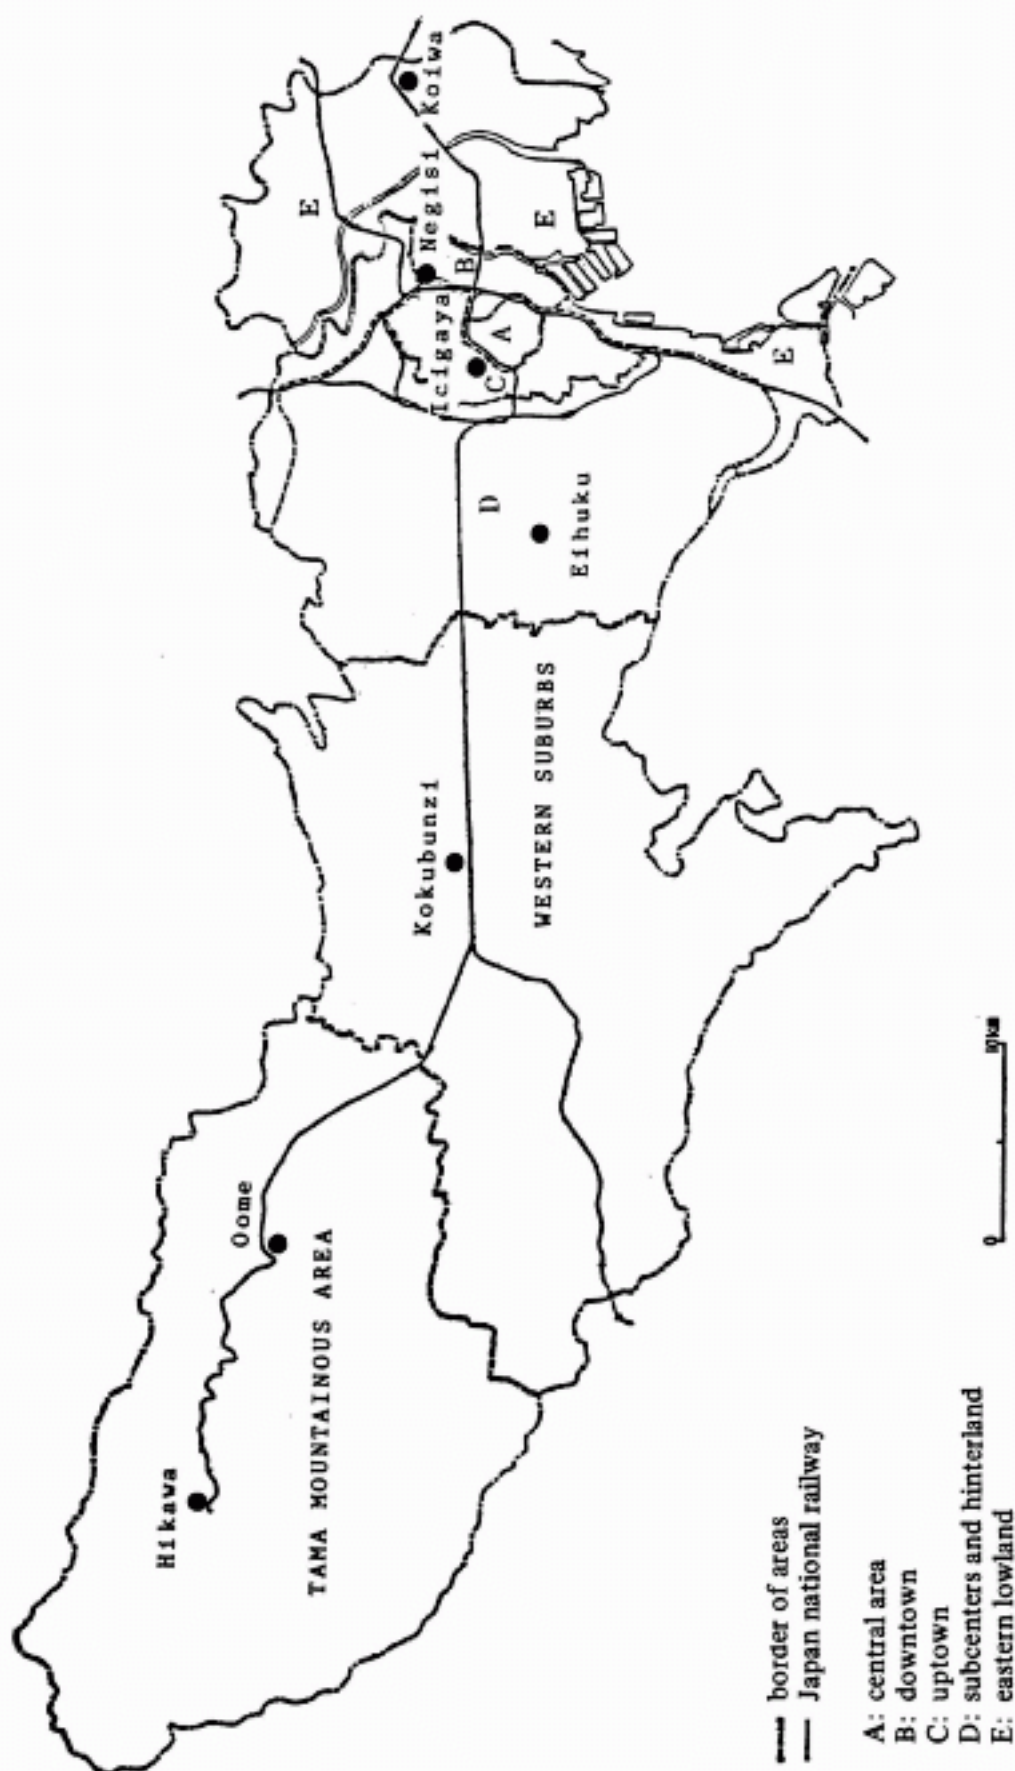 Hikawa
Oome
TAMA MOUNTAINOUS AREA
Kokubunzi
WESTERN SUBURBS
Eihuku
D
Icigaya
C
A
B
Negisi
Koiwa
E
E
E
0
10km
border of areas
Japan national railway
A: central area
B: downtown
C: uptown
D: subcenters and hinterland
E: eastern lowland